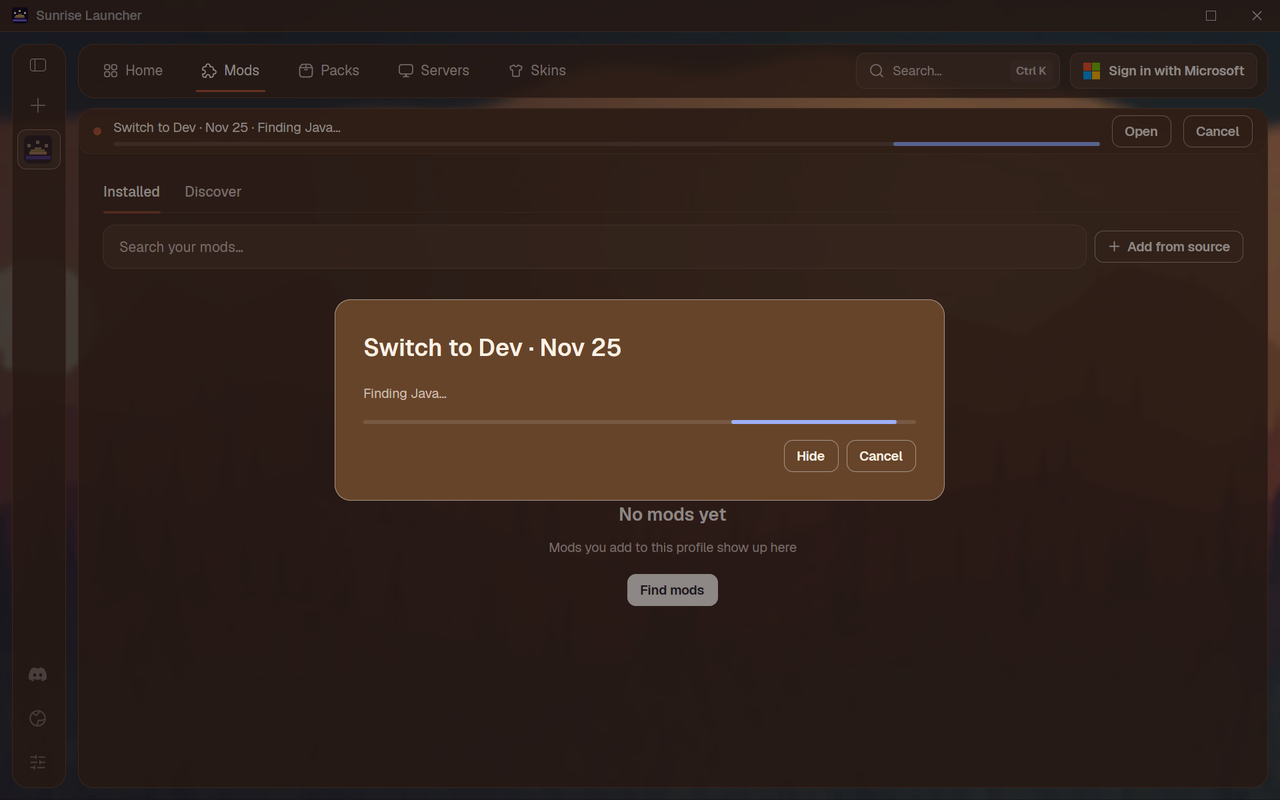 Sunrise Launcher
Home
Mods
Packs
Servers
Skins
Search...
Ctrl K
Sign in with Microsoft
Switch to Dev · Nov 25 · Finding Java...
Open
Cancel
Installed
Discover
Search your mods...
Add from source
Switch to Dev · Nov 25
Finding Java...
Hide
Cancel
No mods yet
Mods you add to this profile show up here
Find mods